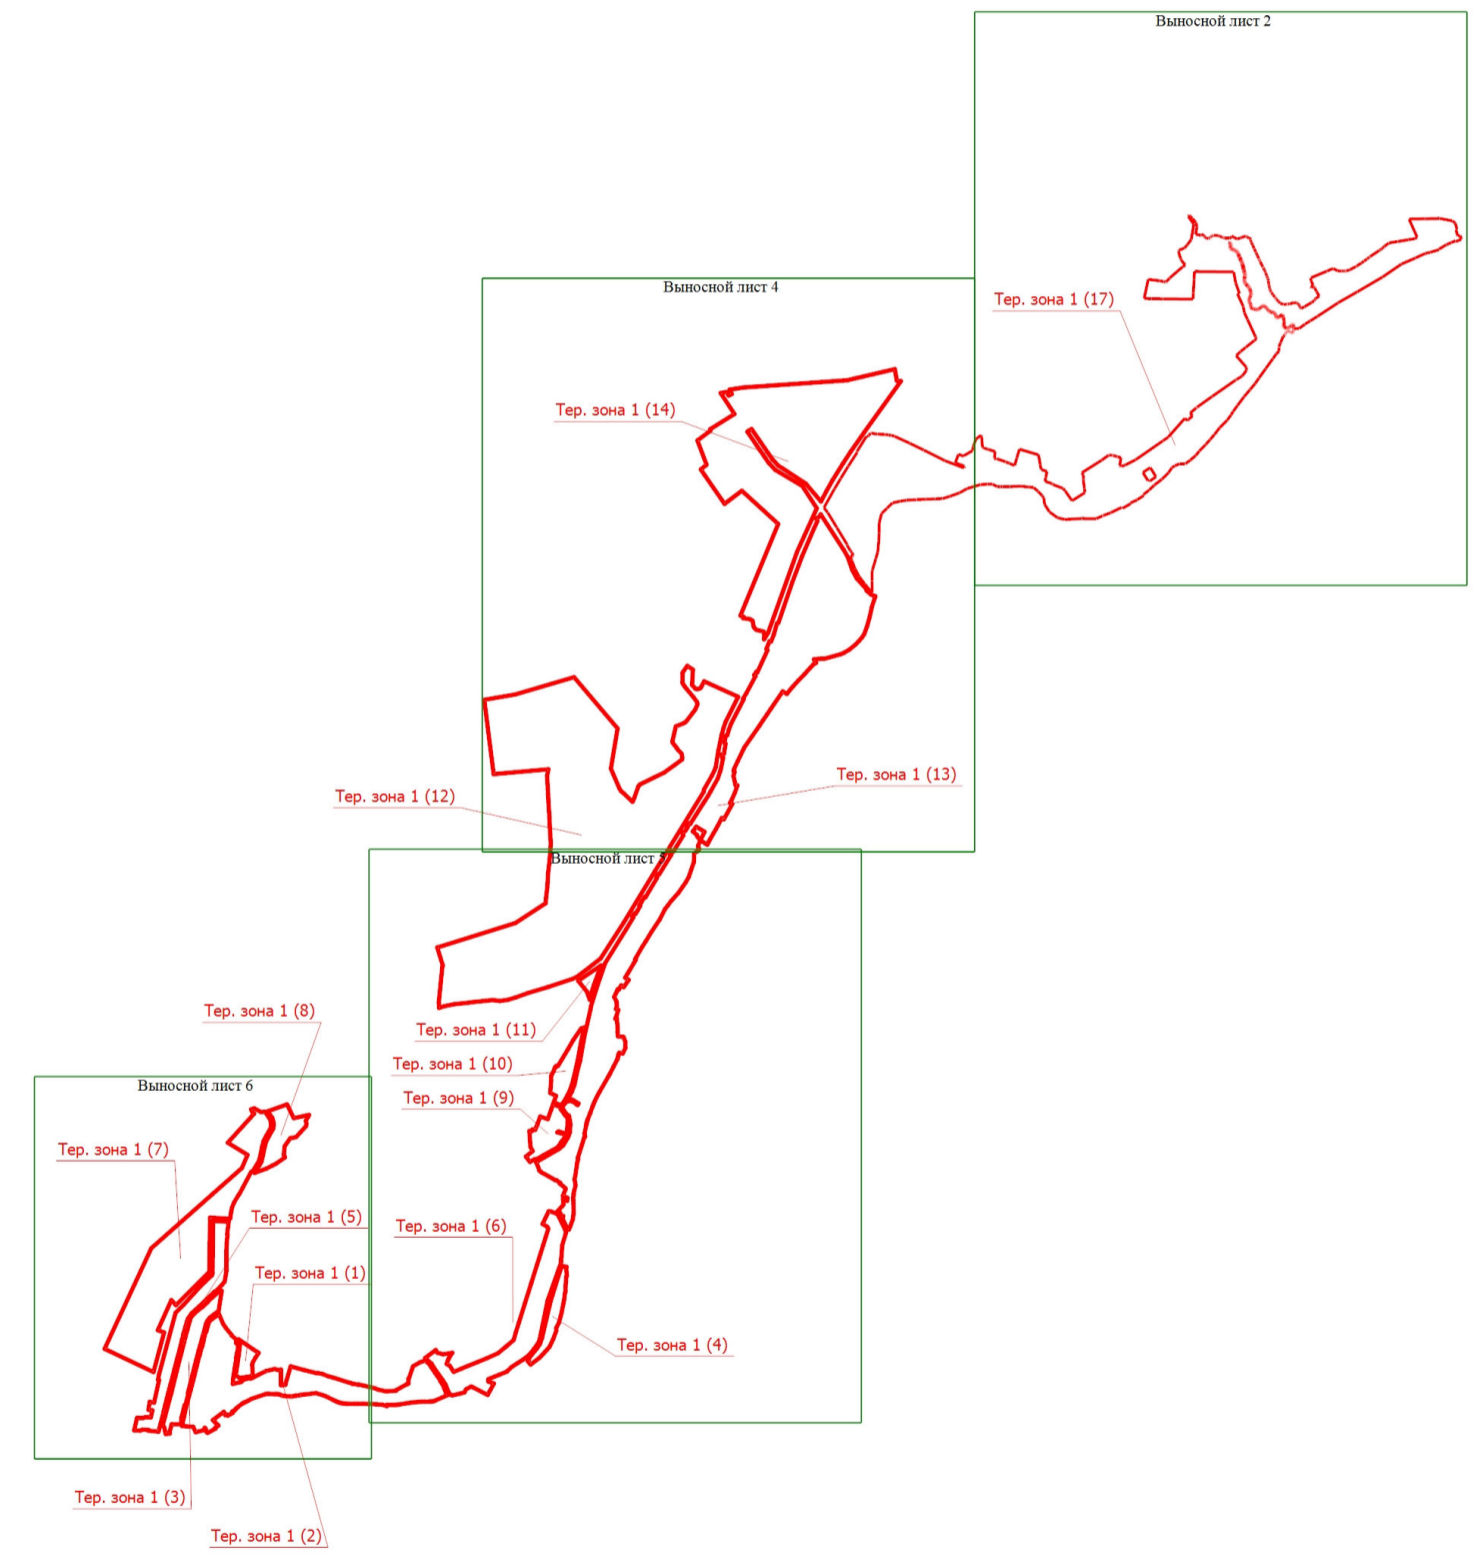 Выносной лист 2
Выносной лист 4
Тер. зона 1 (17)
Тер. зона 1 (14)
Тер. зона 1 (13)
Тер. зона 1 (12)
Выносной лист
Тер. зона 1 (8)
Тер. зона 1 (11)
Тер. зона 1 (10)
Выносной лист 6
Тер. зона 1 (9)
Тер. зона 1 (7)
Тер. зона 1 (5)
Тер. зона 1 (6)
Тер. зона 1 (1)
Тер. зона 1 (4)
Тер. зона 1 (3)
Тер. зона 1 (2)